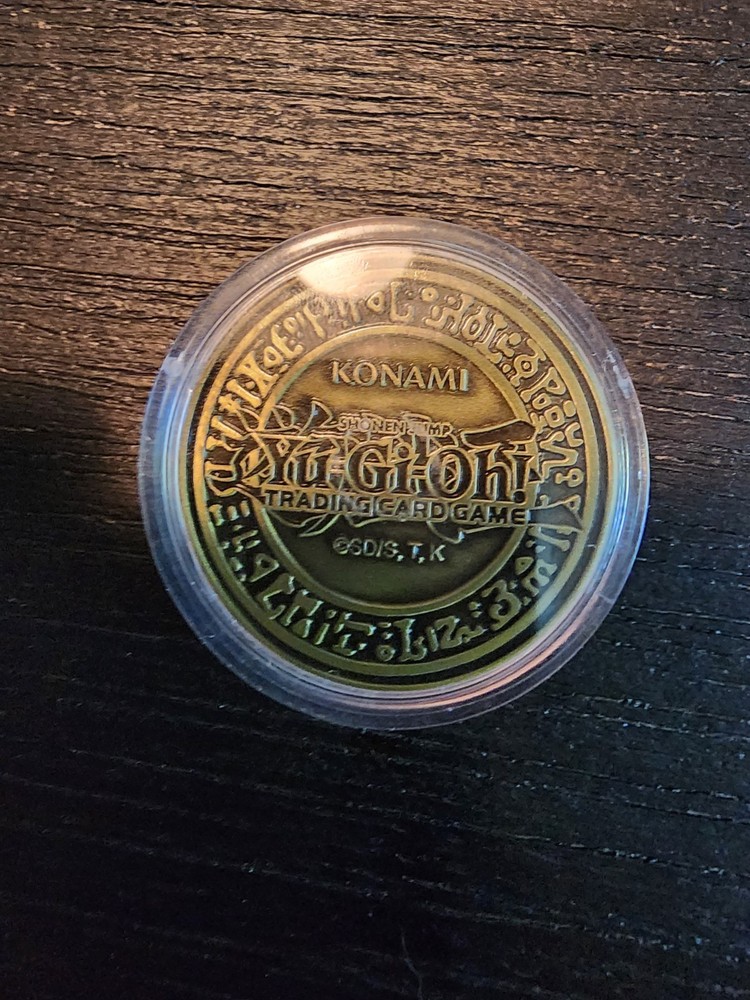 KONAMI
SHONEN JUMP
Yu-Gi-Oh!
TRADING CARD GAME
©SD/S, T, K